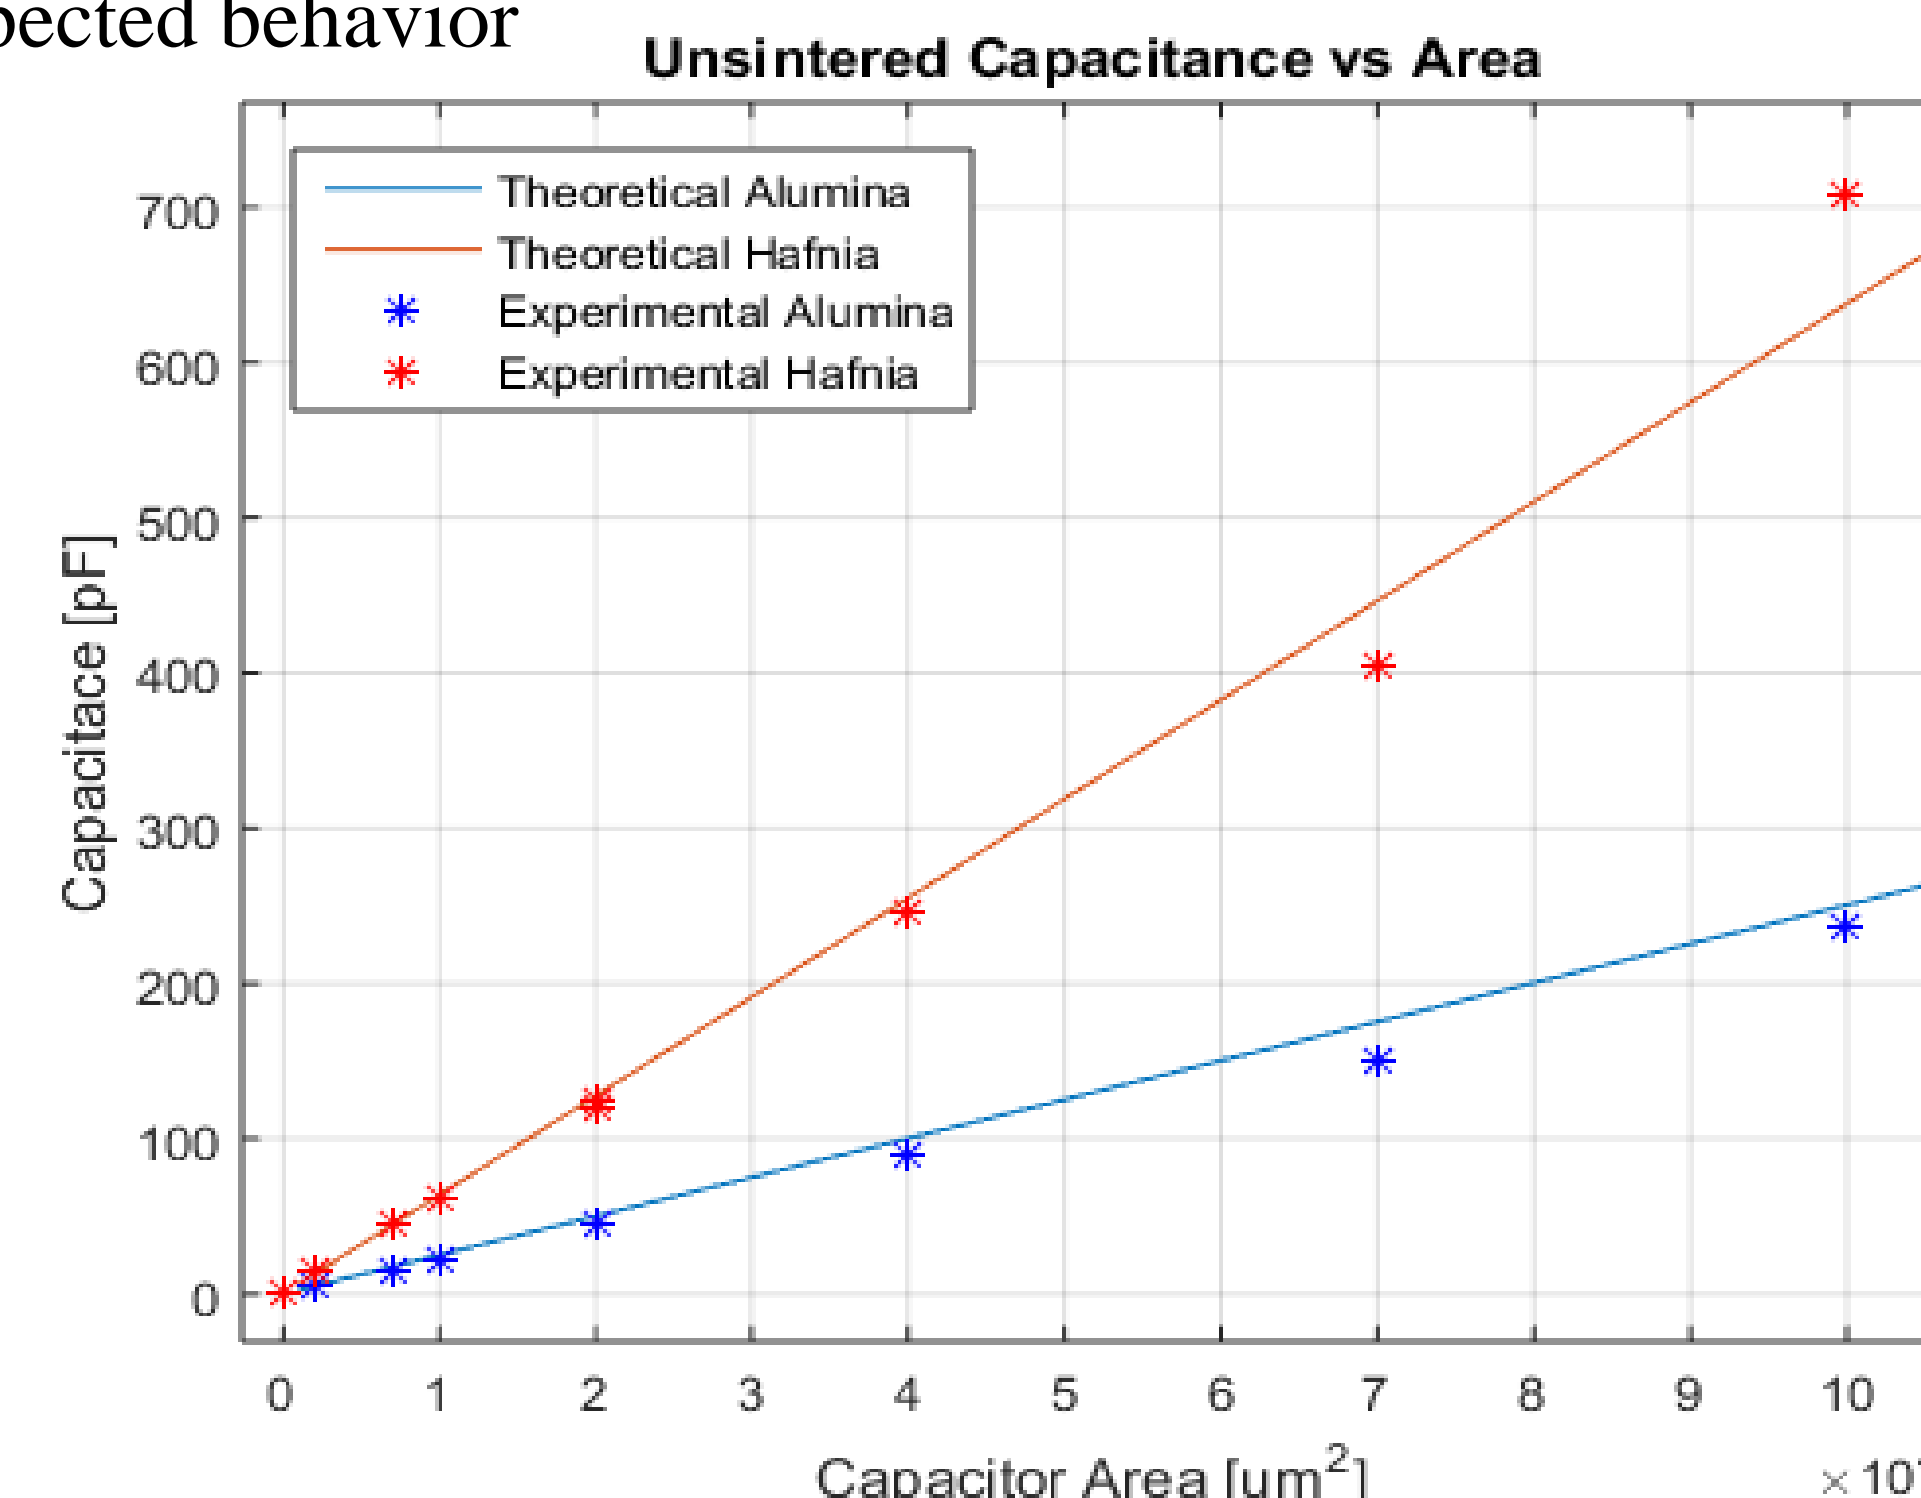 pected behavior
Unsintered Capacitance vs Area
Theoretical Alumina
Theoretical Hafnia
Experimental Alumina
Experimental Hafnia
700
600
500
400
300
200
100
0
Capacitace [pF]
0 1 2 3 4 5 6 7 8 9 10
Capacitor Area [um²]
× 10